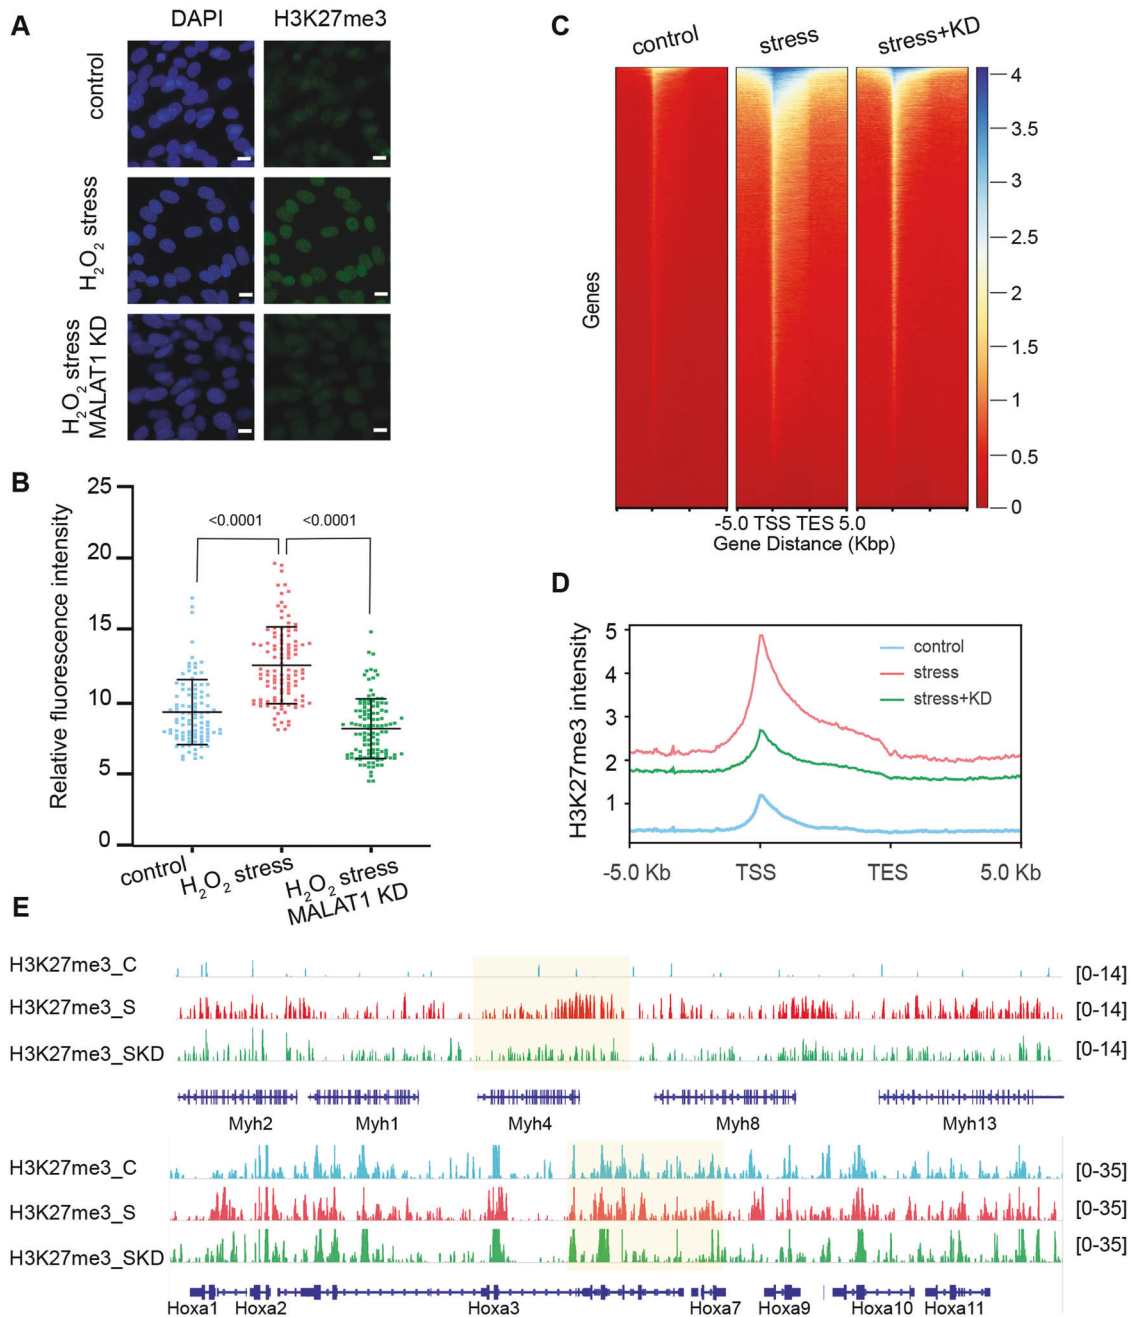 A
DAPI
H3K27me3
control
H2O2 stress
H2O2 stress
MALAT1 KD
B
25
20
15
10
5
0
Relative fluorescence intensity
<0.0001
<0.0001
control
H2O2 stress
H2O2 stress
MALAT1 KD
C
control
stress
stress+KD
Genes
4
3.5
3
2.5
2
1.5
1
0.5
0
-5.0 TSS TES 5.0
Gene Distance (Kbp)
D
H3K27me3 intensity
5
4
3
2
1
control
stress
stress+KD
-5.0 Kb
TSS
TES
5.0 Kb
E
H3K27me3_C
[0-14]
H3K27me3_S
[0-14]
H3K27me3_SKD
[0-14]
Myh2
Myh1
Myh4
Myh8
Myh13
H3K27me3_C
[0-35]
H3K27me3_S
[0-35]
H3K27me3_SKD
[0-35]
Hoxa1
Hoxa2
Hoxa3
Hoxa7
Hoxa9
Hoxa10
Hoxa11